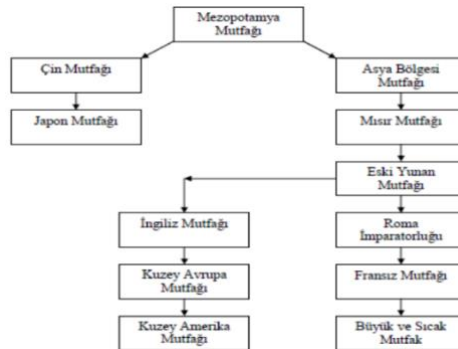 Mezopotamya
Mutfağı
Çin Mutfağı
Asya Bölgesi
Mutfağı
Japon Mutfağı
Mısır Mutfağı
Eski Yunan
Mutfağı
İngiliz Mutfağı
Roma
İmparatorluğu
Kuzey Avrupa
Mutfağı
Fransız Mutfağı
Kuzey Amerika
Mutfağı
Büyük ve Sıcak
Mutfak